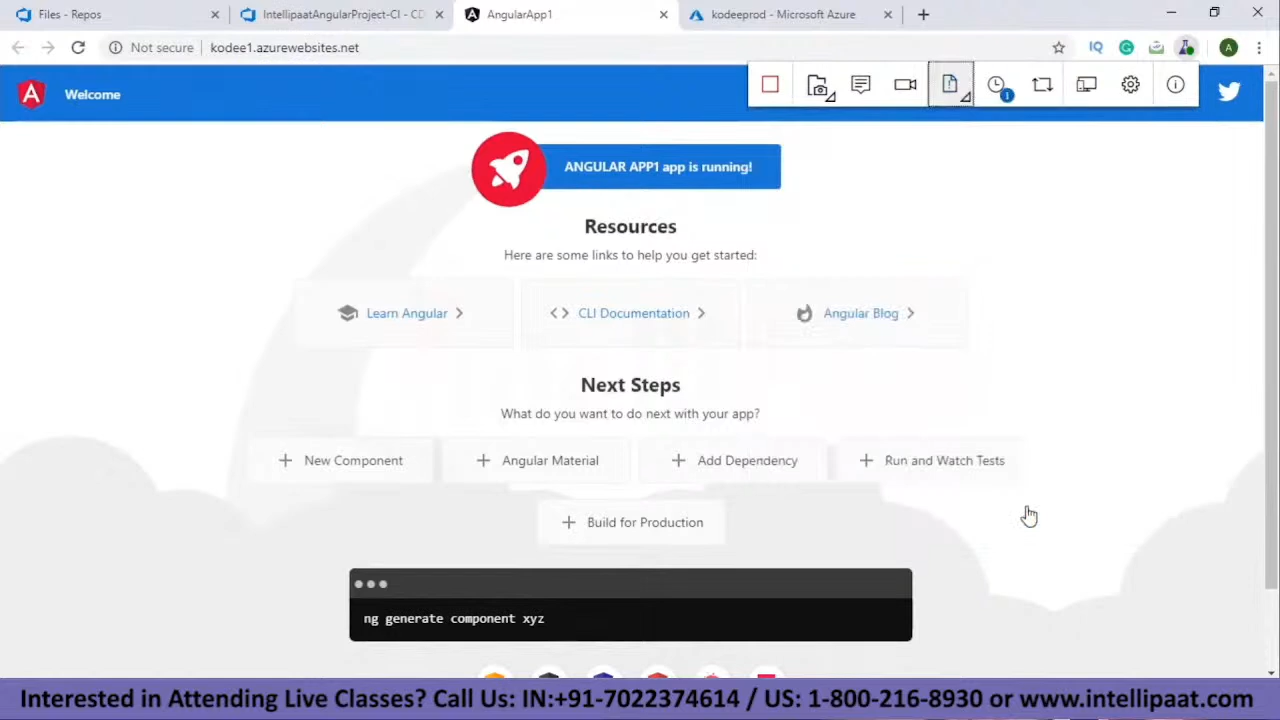 Files - Repos
IntellipaatAngularProject-CI - CD
AngularApp1
kodeeprod - Microsoft Azure
Not secure
kodee1.azurewebsites.net
IQ
A
A
Welcome
1
ANGULAR APP1 app is running!
Resources
Here are some links to help you get started:
Learn Angular
CLI Documentation
Angular Blog
Next Steps
What do you want to do next with your app?
New Component
Angular Material
Add Dependency
Run and Watch Tests
Build for Production
ng generate component xyz
Interested in Attending Live Classes? Call Us: IN:+91-7022374614 / US: 1-800-216-8930 or www.intellipaat.com